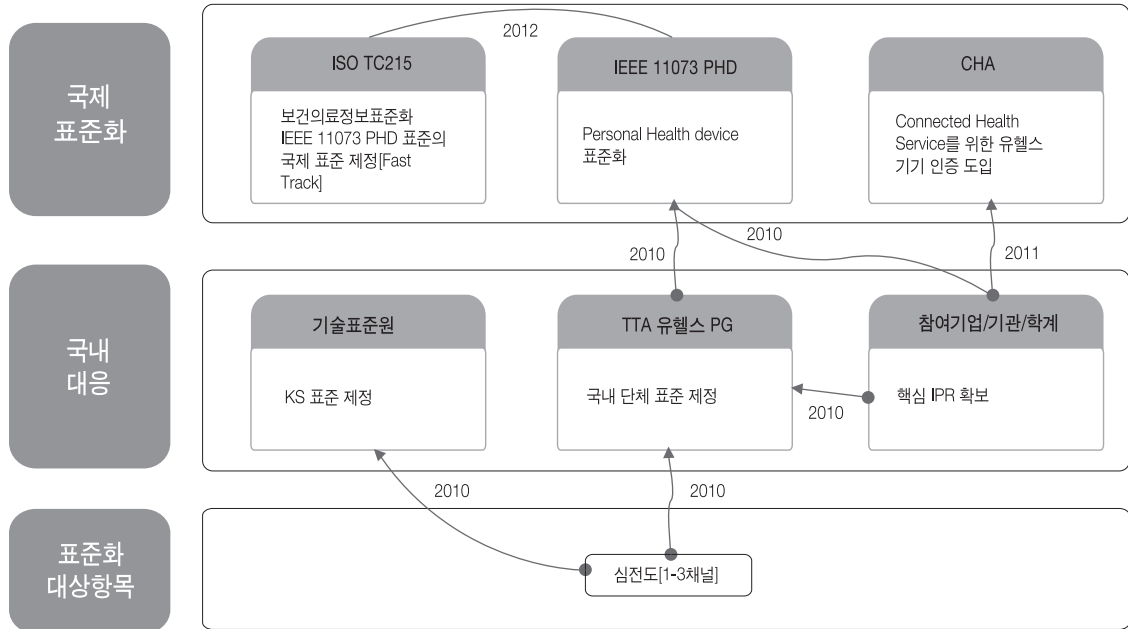 국제
표준화
2012
ISO TC215
보건의료정보표준화
IEEE 11073 PHD 표준의
국제 표준 제정[Fast
Track]
IEEE 11073 PHD
Personal Health device
표준화
CHA
Connected Health
Service를 위한 유헬스
기기 인증 도입
2010
2010
2011
국내
대응
기술표준원
KS 표준 제정
TTA 유헬스 PG
국내 단체 표준 제정
2010
참여기업/기관/학계
핵심 IPR 확보
2010
2010
표준화
대상항목
심전도[1-3채널]